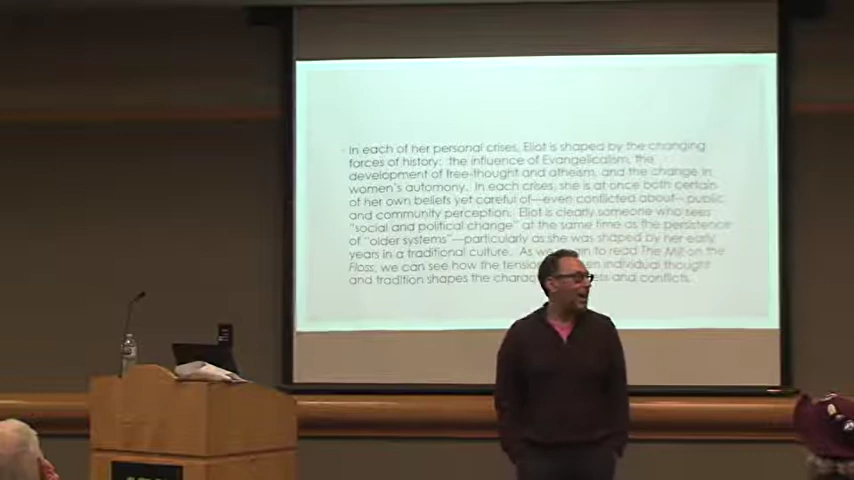 In each of her personal crises, Eliot is shaped by the changing
forces of history: the influence of Evangelicalism, the
development of free-thought and atheism, and the change in
women's automony. In each crises, she is at once both certain
of her own beliefs yet careful of—even conflicted about—public
and community perception. Eliot is clearly someone who sees
"social and political change" at the same time as the persistence
of "older systems"—particularly as she was shaped by her early
years in a traditional culture. As we to read The Mill on the
Floss, we can see how the individual thought
and tradition shapes the and conflicts.